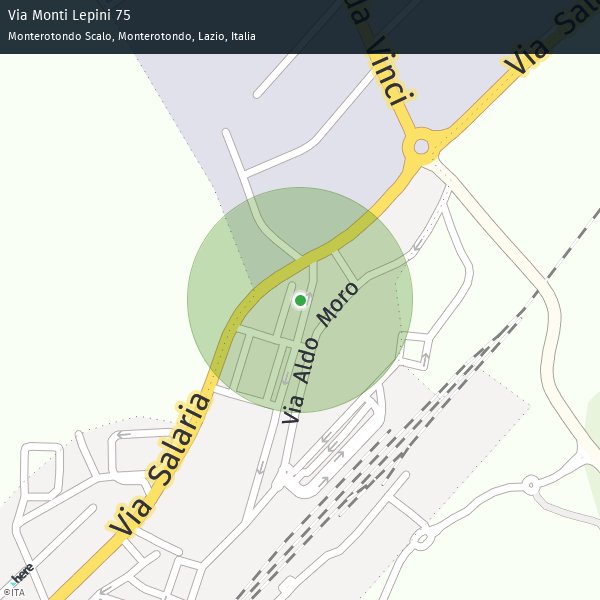 Via Monti Lepini 75
Monterotondo Scalo, Monterotondo, Lazio, Italia
da Vinci
Via Sala
Via Aldo Moro
Via Salaria
here
©ITA